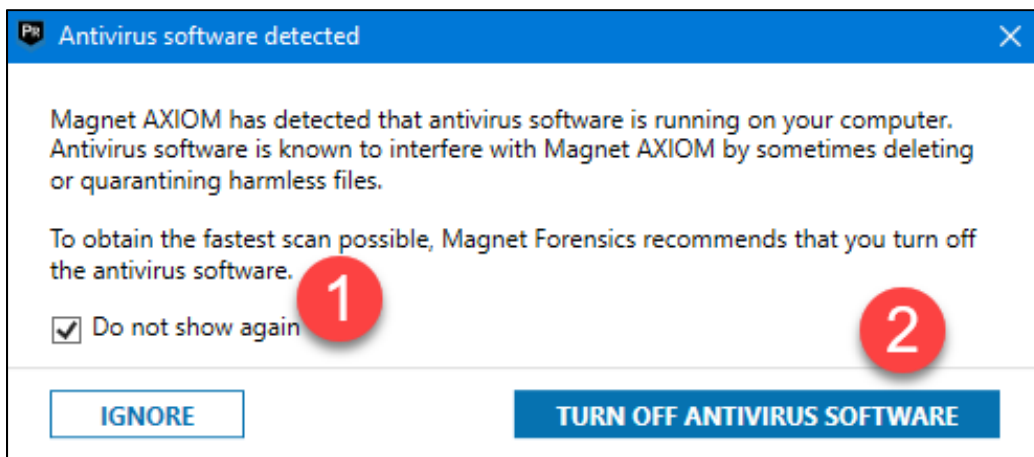 PR Antivirus software detected
Magnet AXIOM has detected that antivirus software is running on your computer.
Antivirus software is known to interfere with Magnet AXIOM by sometimes deleting
or quarantining harmless files.
To obtain the fastest scan possible, Magnet Forensics recommends that you turn off
the antivirus software.
1
Do not show again
2
IGNORE TURN OFF ANTIVIRUS SOFTWARE